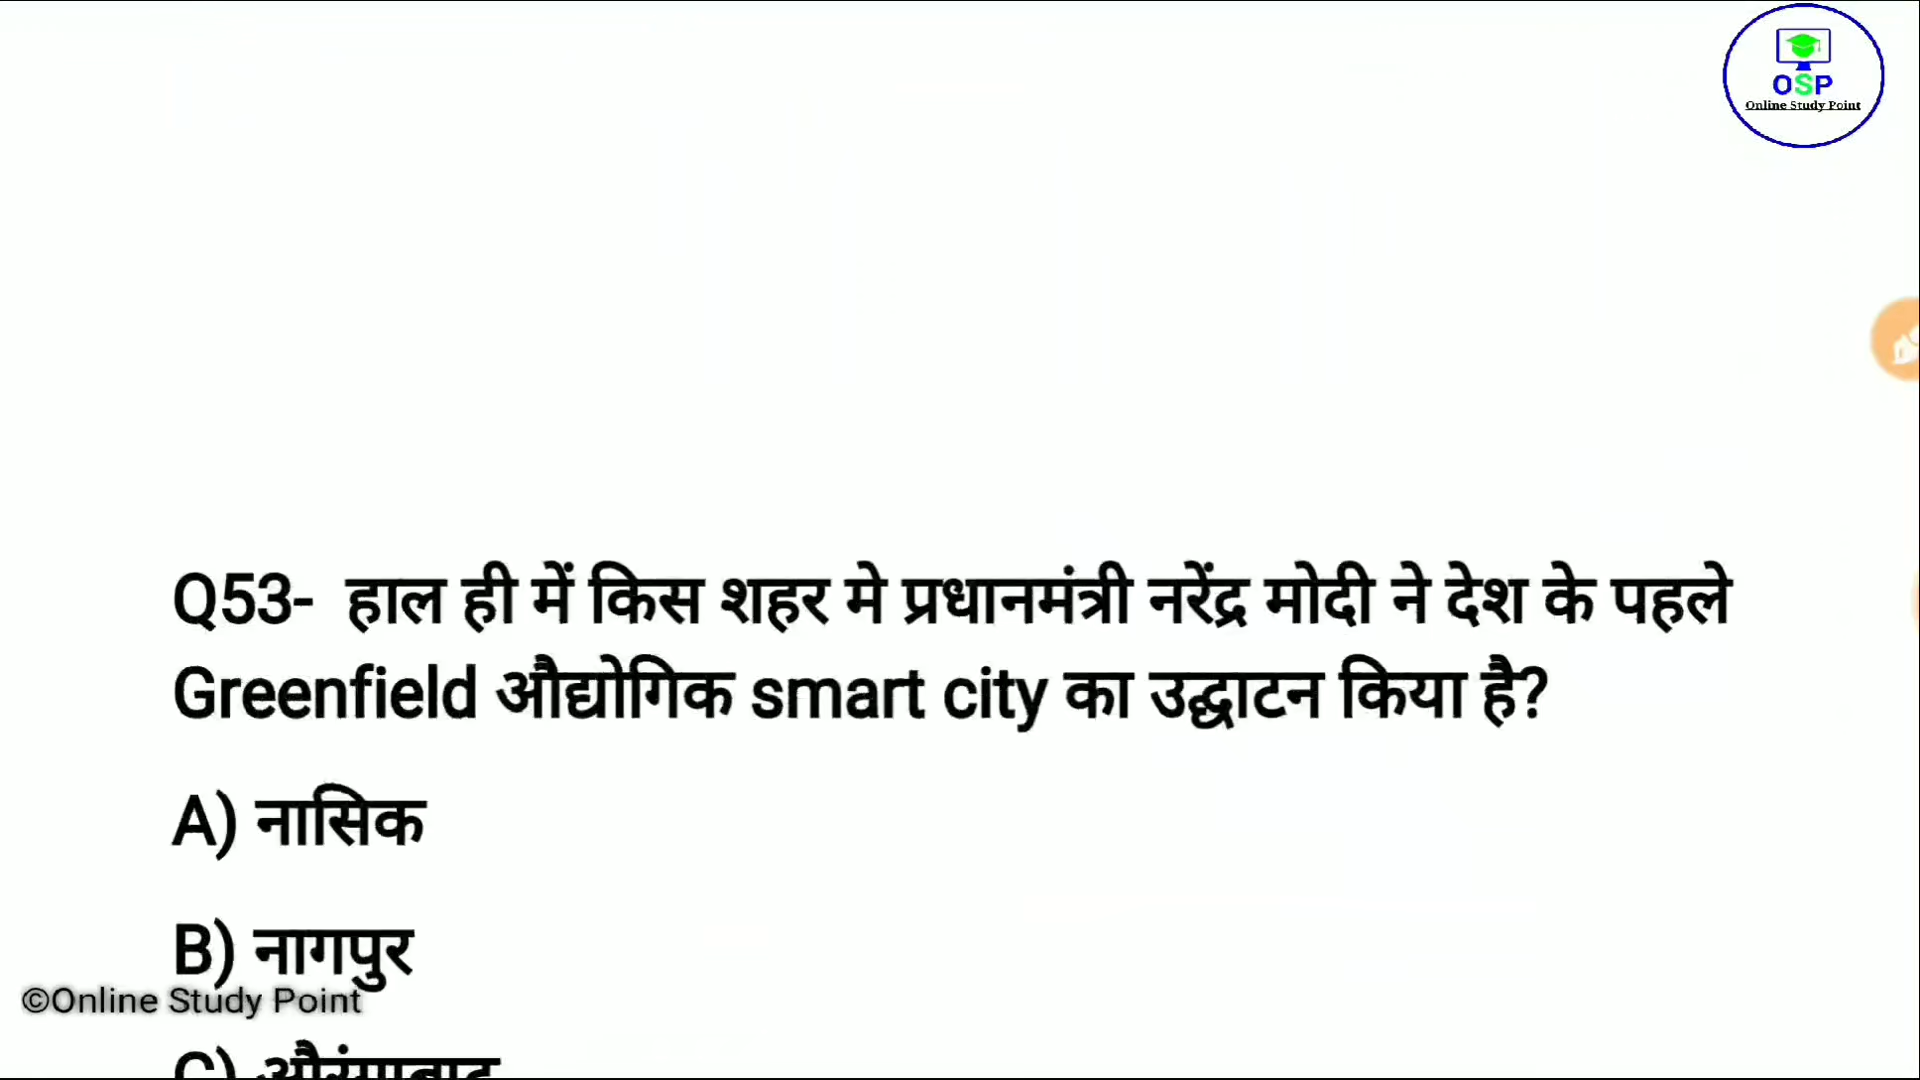 OSP
Online Study Point
Q53- हाल ही में किस शहर मे प्रधानमंत्री नरेंद्र मोदी ने देश के पहले
Greenfield औद्योगिक smart city का उद्घाटन किया है?
A) नासिक
B) नागपुर
©Online Study Point
C) औरंगाबाद